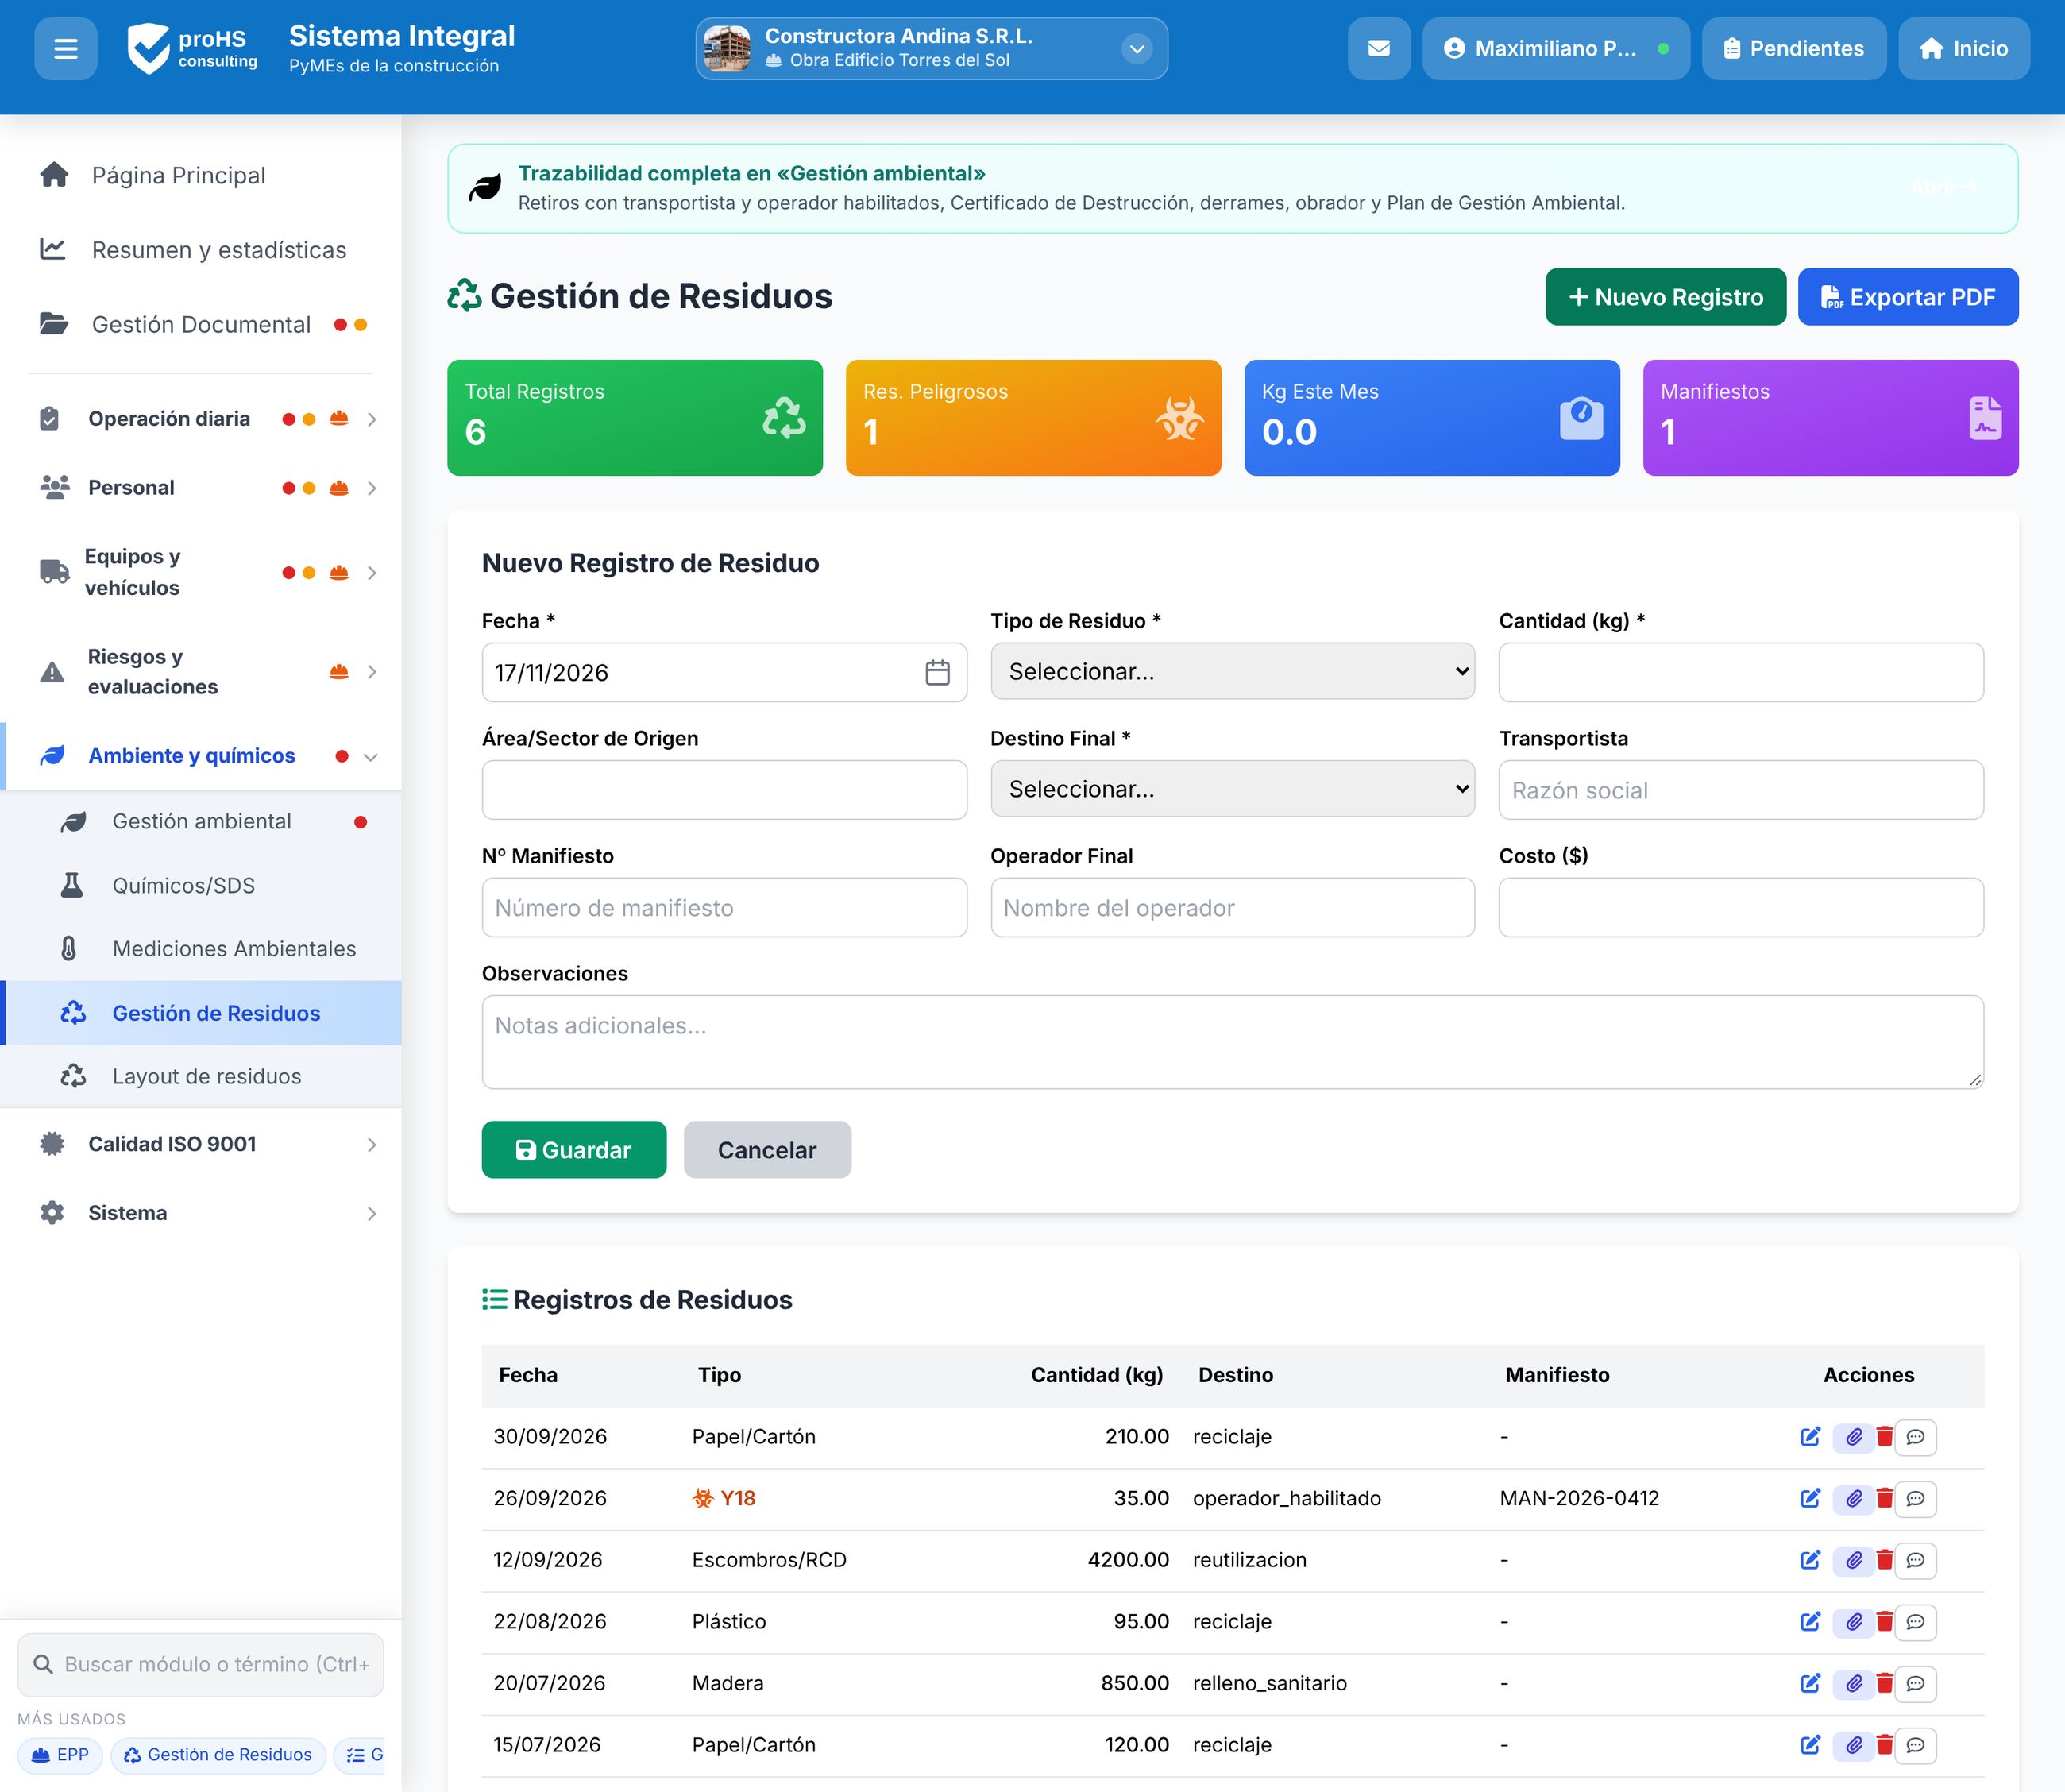 proHS
consulting
Sistema Integral
PyMEs de la construcción
Constructora Andina S.R.L.
Obra Edificio Torres del Sol
Maximiliano P...
Pendientes
Inicio
Página Principal
Resumen y estadísticas
Gestión Documental
Operación diaria
Personal
Equipos y
vehículos
Riesgos y
evaluaciones
Ambiente y químicos
Gestión ambiental
Químicos/SDS
Mediciones Ambientales
Gestión de Residuos
Layout de residuos
Calidad ISO 9001
Sistema
Buscar módulo o término (Ctrl+
MÁS USADOS
EPP
Gestión de Residuos
G
Trazabilidad completa en «Gestión ambiental»
Abrir →
Retiros con transportista y operador habilitados, Certificado de Destrucción, derrames, obrador y Plan de Gestión Ambiental.
Gestión de Residuos
+ Nuevo Registro
PDF Exportar PDF
Total Registros
6
Res. Peligrosos
1
Kg Este Mes
0.0
Manifiestos
1
Nuevo Registro de Residuo
Fecha *
17/11/2026
Tipo de Residuo *
Seleccionar...
Cantidad (kg) *
Área/Sector de Origen
Destino Final *
Seleccionar...
Transportista
Razón social
Nº Manifiesto
Número de manifiesto
Operador Final
Nombre del operador
Costo ($)
Observaciones
Notas adicionales...
Guardar
Cancelar
Registros de Residuos
Fecha Tipo Cantidad (kg) Destino Manifiesto Acciones
30/09/2026 Papel/Cartón 210.00 reciclaje -
26/09/2026 Y18 35.00 operador_habilitado MAN-2026-0412
12/09/2026 Escombros/RCD 4200.00 reutilizacion -
22/08/2026 Plástico 95.00 reciclaje -
20/07/2026 Madera 850.00 relleno_sanitario -
15/07/2026 Papel/Cartón 120.00 reciclaje -